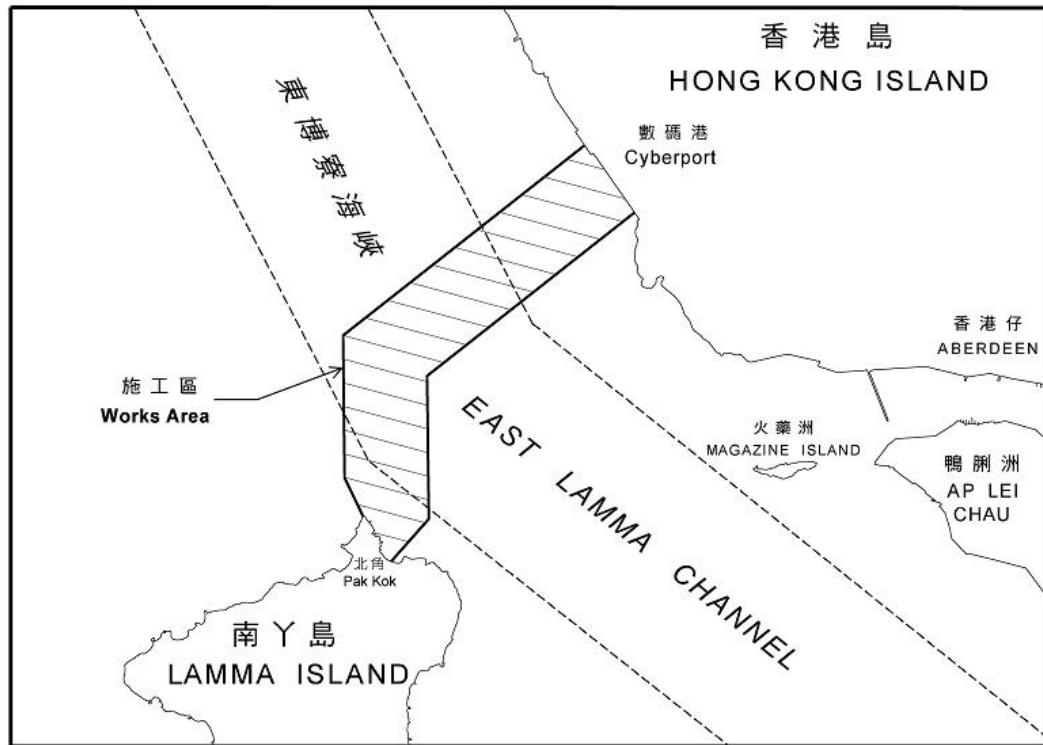 香港島
HONG KONG ISLAND
東博寮海峽
數碼港
Cyberport
香港仔
ABERDEEN
施工區
Works Area
火藥洲
MAGAZINE ISLAND
鴨脷洲
AP LEI
CHAU
EAST LAMMA CHANNEL
北角
Pak Kok
南丫島
LAMMA ISLAND